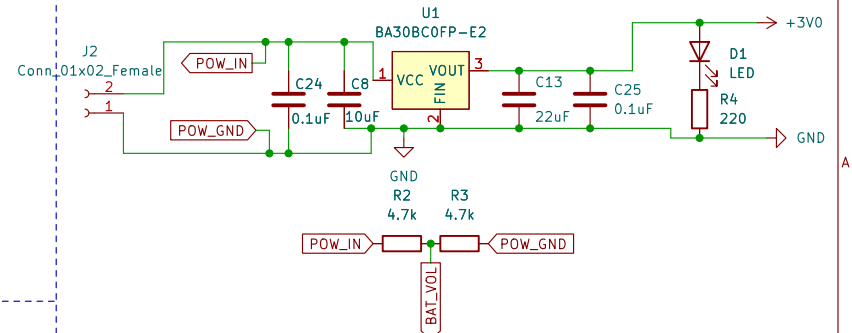 U1
BA30BC0FP-E2
J2
Conn_01x02_Female
2
1
POW_IN
POW_GND
C24
0.1uF
C8
10uF
1
VCC
VOUT
3
FIN
2
C13
22uF
C25
0.1uF
+3V0
D1
LED
R4
220
GND
GND
A
R2
4.7k
R3
4.7k
POW_IN
POW_GND
BAT_VOL